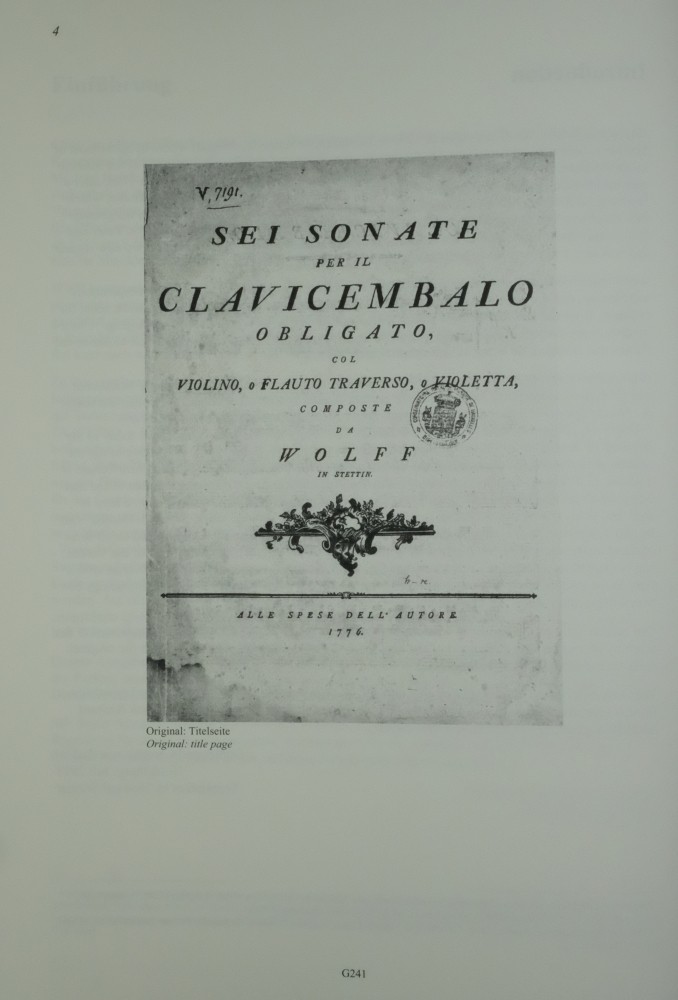 4
V, 7191.
SEI SONATE
PER IL
CLAVICEMBALO
OBLIGATO,
COL
VIOLINO, o FLAUTO TRAVERSO, o VIOLETTA,
COMPOSTE
DA
WOLFF
IN STETTIN.
ALLE SPESE DELL' AUTORE.
1776.
Original: Titelseite
Original: title page
G241